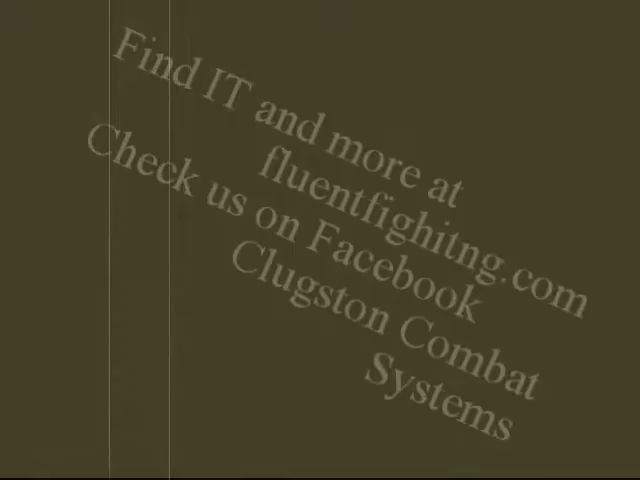 Find IT and more at
fluentfighitng.com
Check us on Facebook
Clugston Combat
Systems